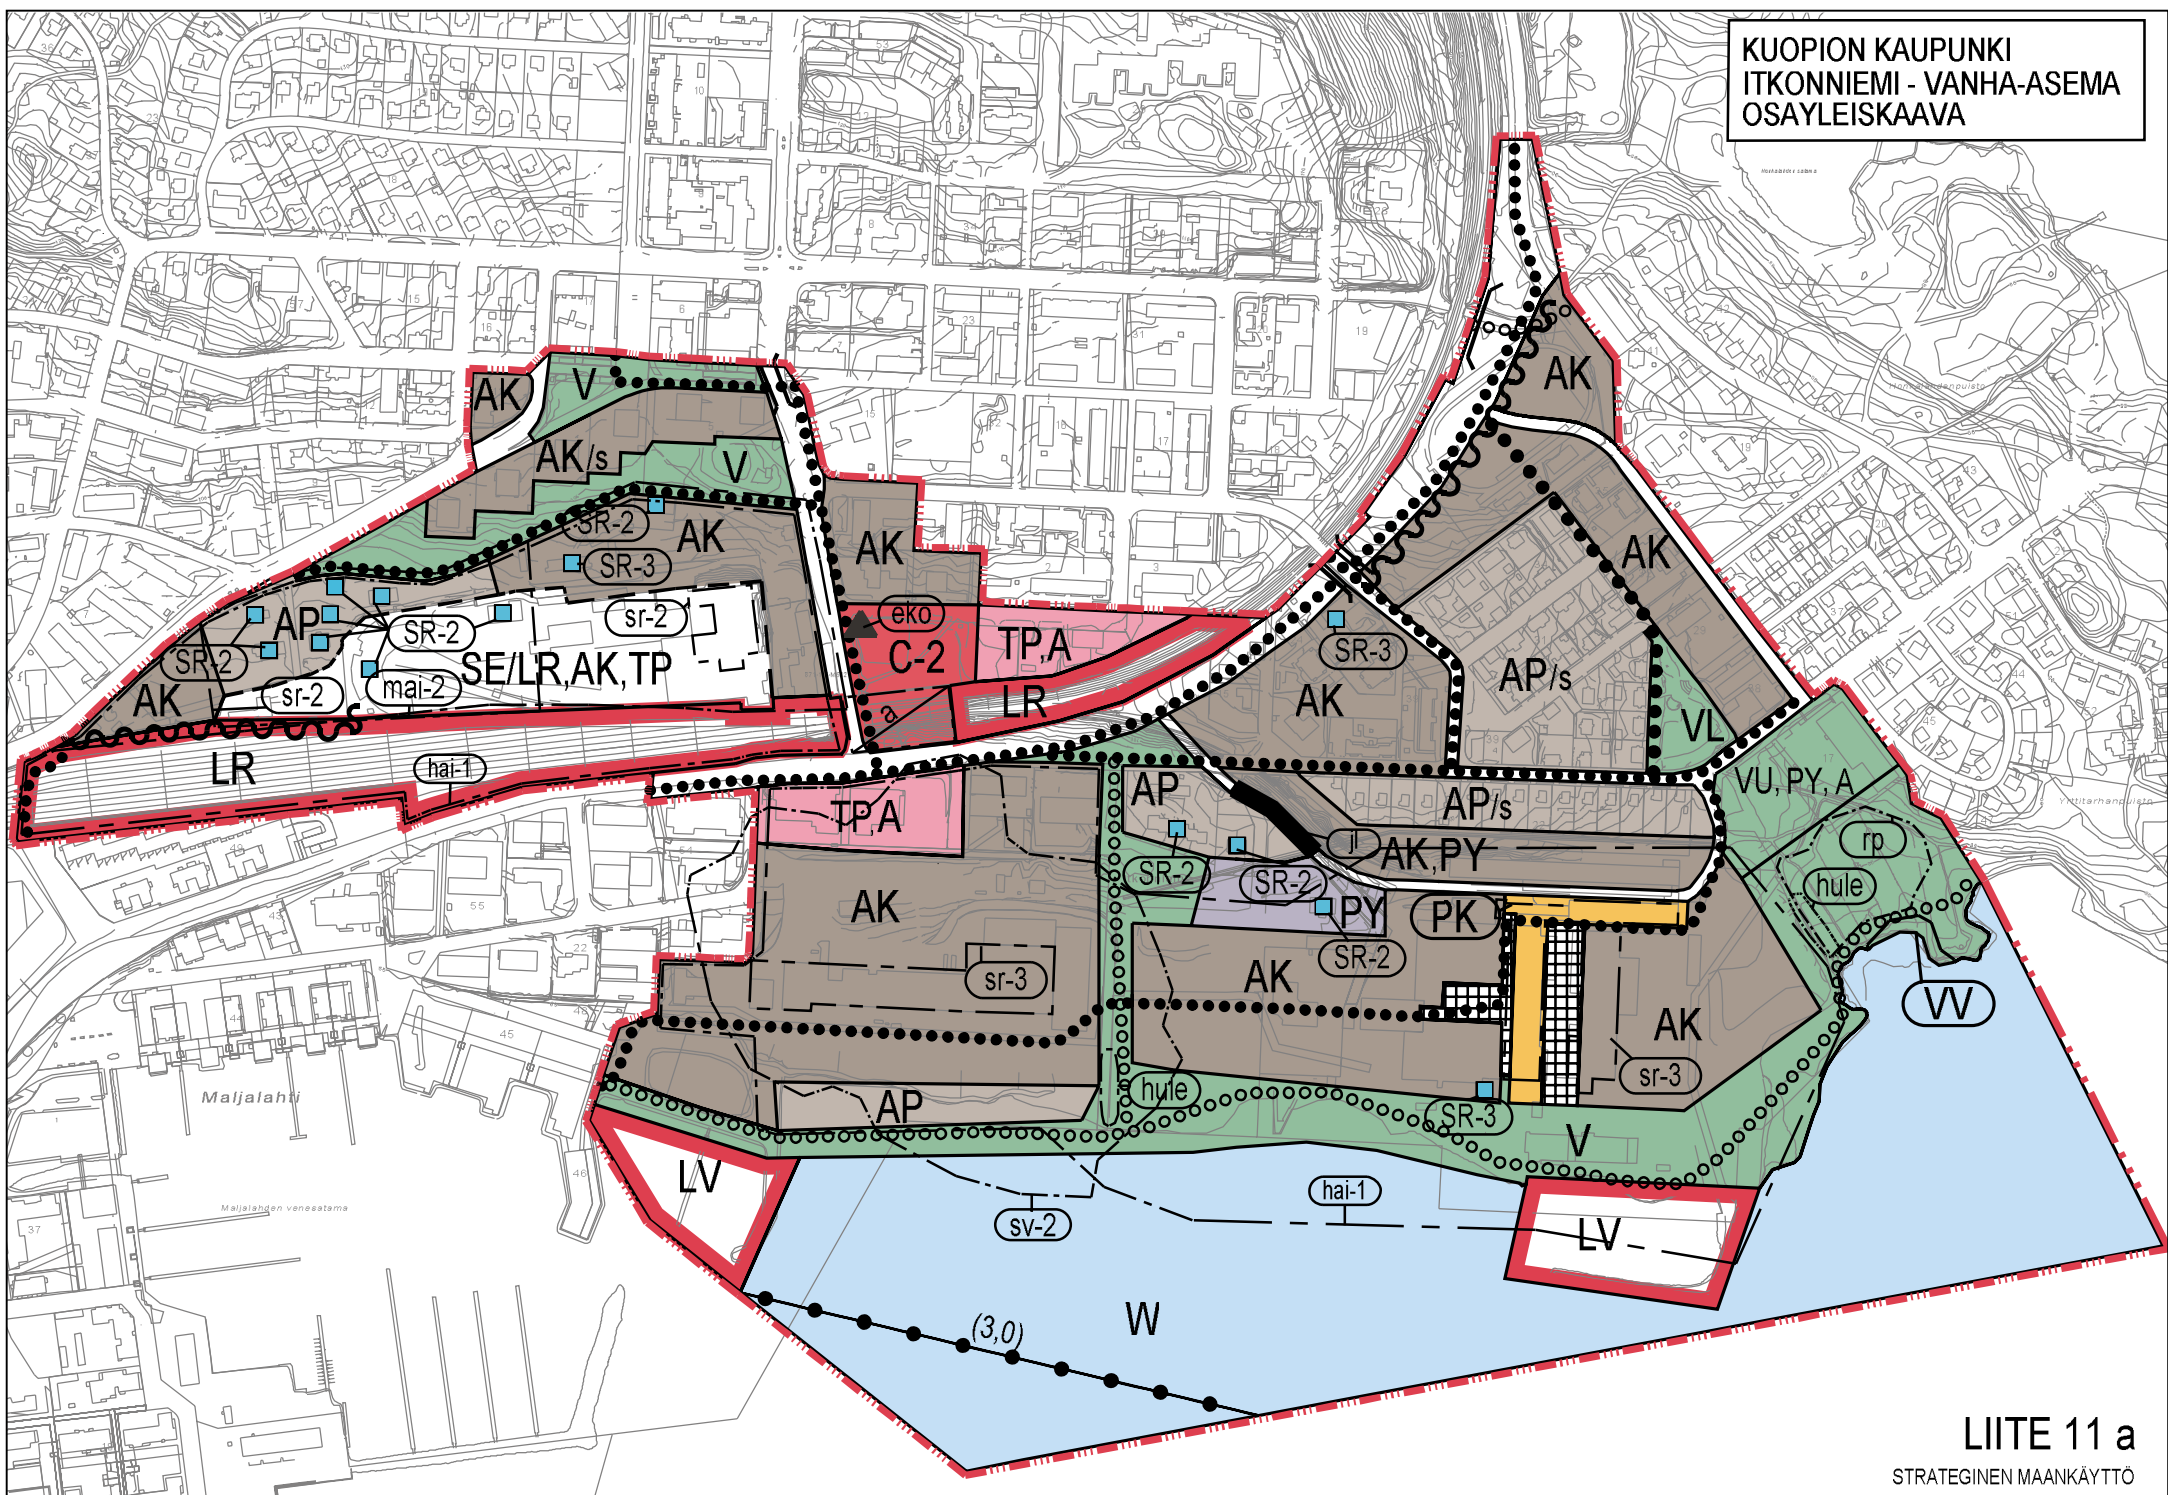 KUOPION KAUPUNKI
ITKONNIEMI - VANHA-ASEMA
OSAYLEISKAAVA
AK
V
AK
AK/s
V
SR-2
AK
SR-3
AK
AK
eko
AP
SR-2
sr-2
SR-2
C-2
TP,A
SR-3
AP/s
SE/LR,AK,TP
AK
sr-2
mai-2
a
LR
AK
VL
LR
hai-1
VU, PY, A
AP
AP/s
TP,A
jl
AK,PY
rp
SR-2
SR-2
hule
AK
PY
PK
SR-2
sr-3
AK
VV
AK
sr-3
Maljalahti
AP
hule
SR-3
V
LV
hai-1
Maljalahden venesatama
sv-2
LV
W
(3,0)
LIITE 11 a
STRATEGINEN MAANKÄYTTÖ